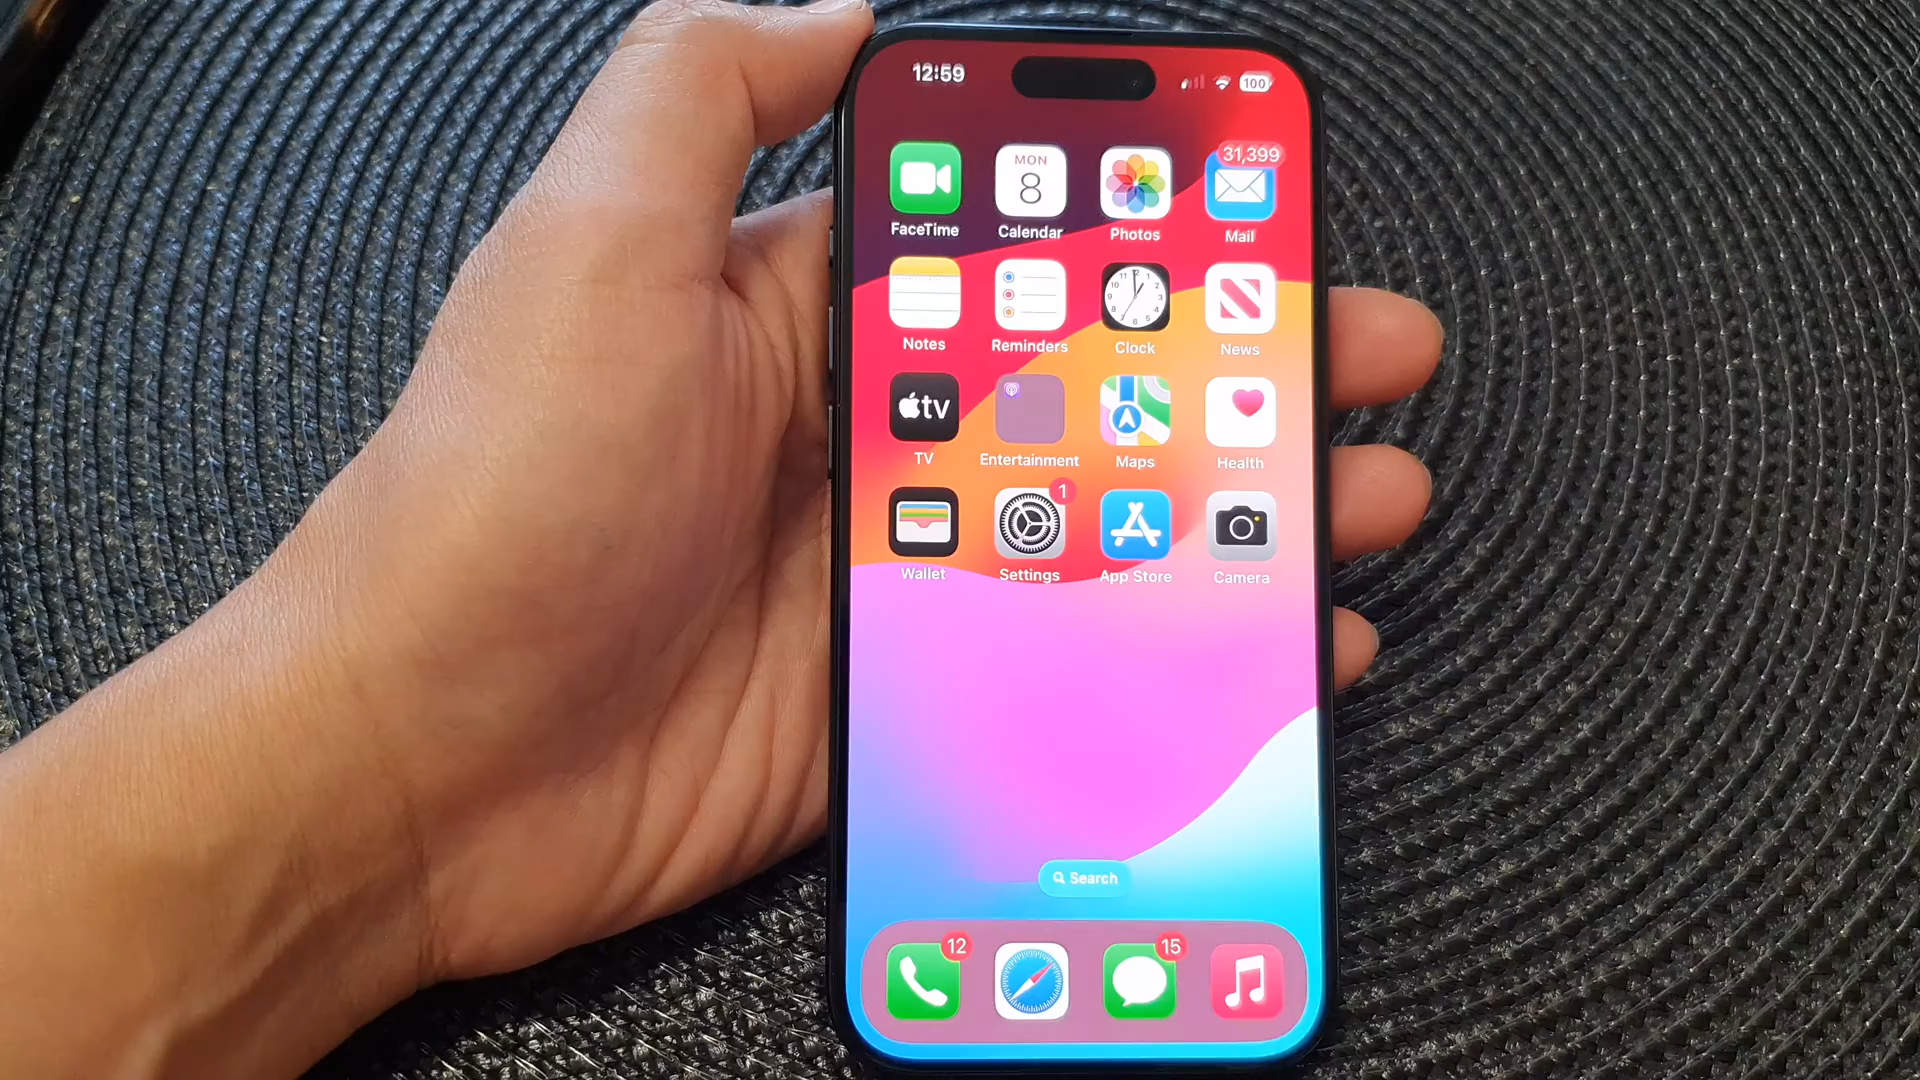 12:59
100
31,399
MON
8
FaceTime
Calendar
Photos
Mail
Notes
Reminders
Clock
News
tv
TV
Entertainment
Maps
Health
1
Wallet
Settings
App Store
Camera
Search
12
15